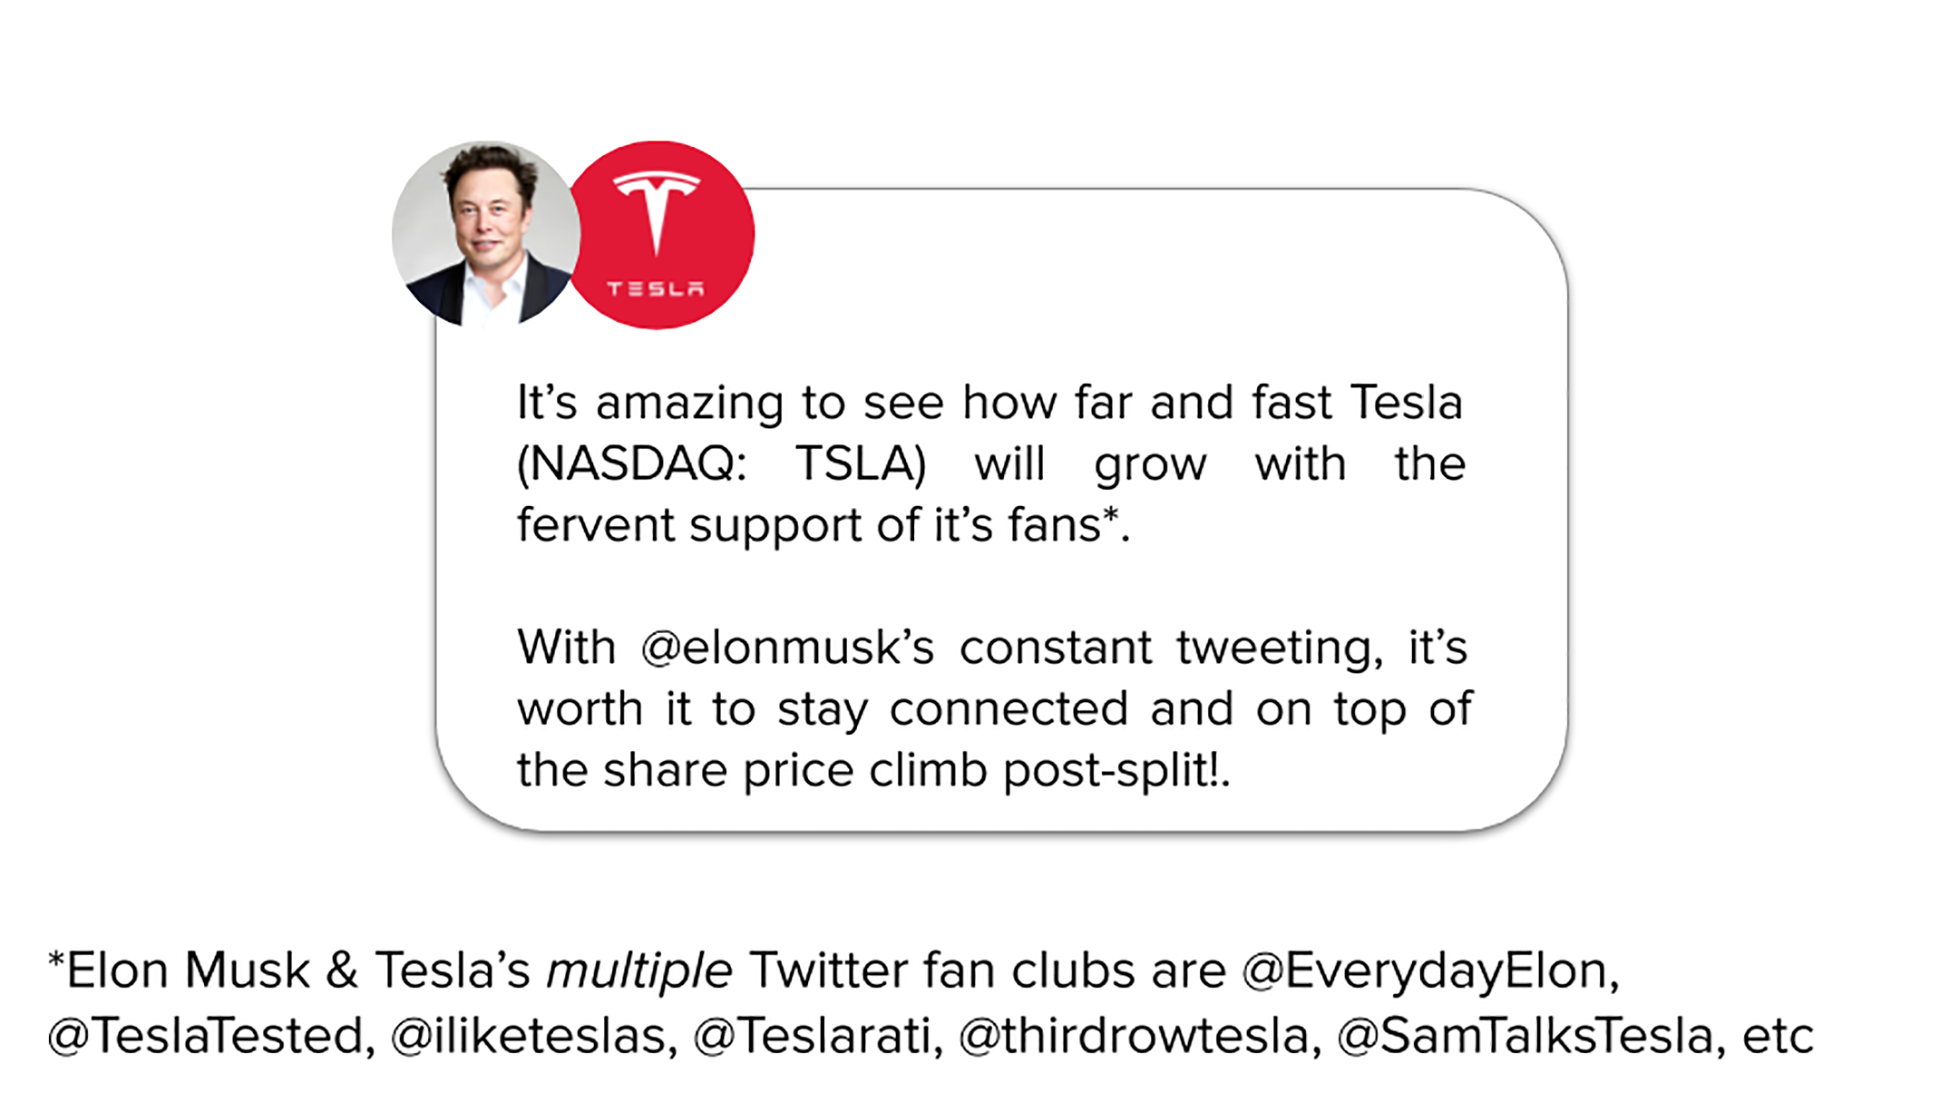 TESLA
It’s amazing to see how far and fast Tesla
(NASDAQ: TSLA) will grow with the
fervent support of it’s fans*.
With @elonmusk’s constant tweeting, it’s
worth it to stay connected and on top of
the share price climb post-split!.
*Elon Musk & Tesla’s multiple Twitter fan clubs are @EverydayElon,
@TeslaTested, @iliketeslas, @Teslarati, @thirdrowtesla, @SamTalksTesla, etc